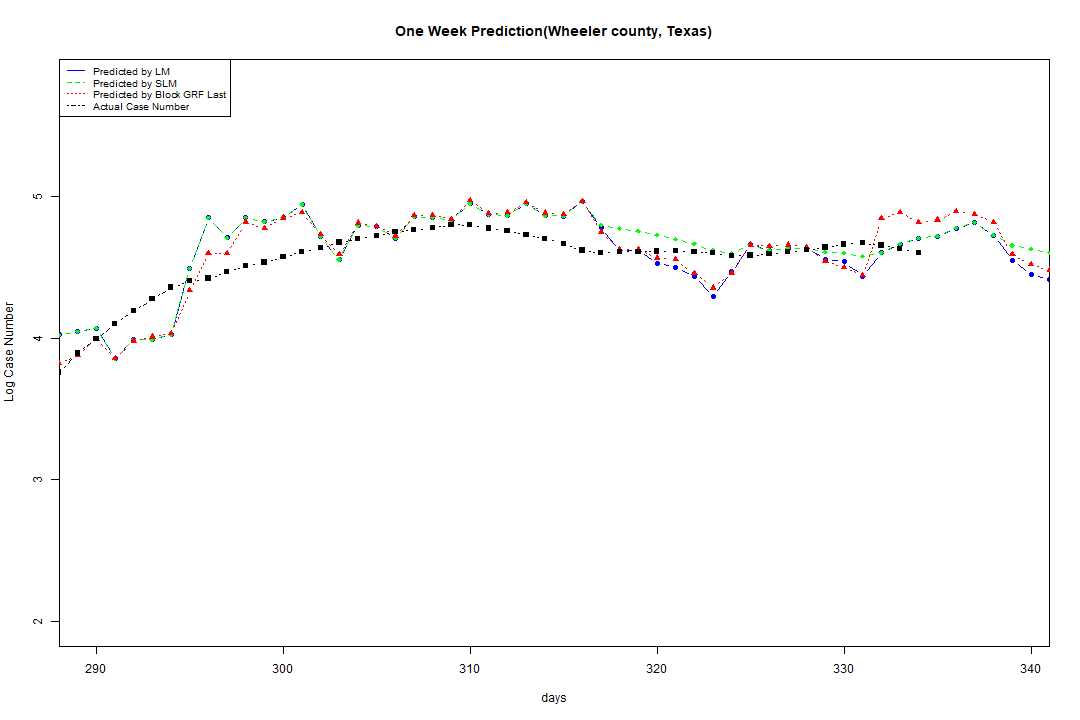 One Week Prediction(Wheeler county, Texas)
Predicted by LM
Predicted by SLM
Predicted by Block GRF Last
Actual Case Number
5
4
3
2
Log Case Number
290 300 310 320 330 340
days